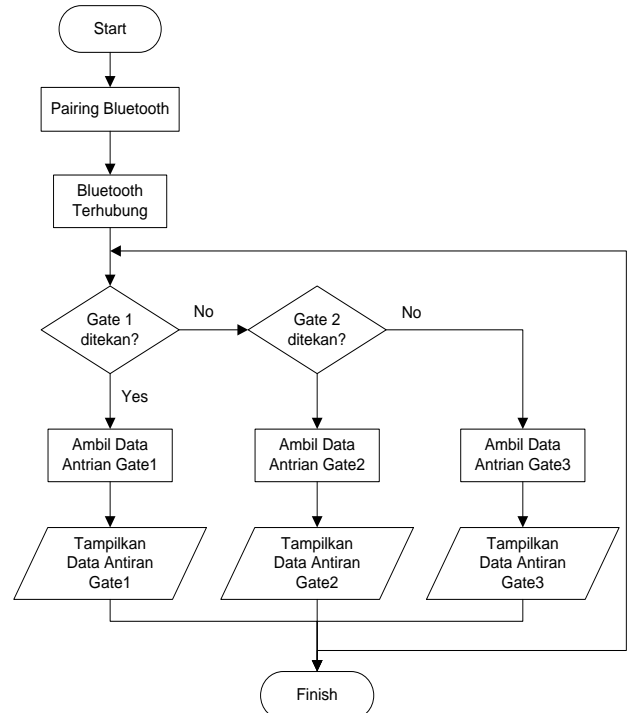 Start
Pairing Bluetooth
Bluetooth
Terhubung
Gate 1
ditekan?
No
Gate 2
ditekan?
No
Yes
Ambil Data
Antrian Gate1
Ambil Data
Antrian Gate2
Ambil Data
Antrian Gate3
Tampilkan
Data Antiran
Gate1
Tampilkan
Data Antiran
Gate2
Tampilkan
Data Antiran
Gate3
Finish